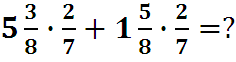 5 3/8 · 2/7 + 1 5/8 · 2/7 = ?